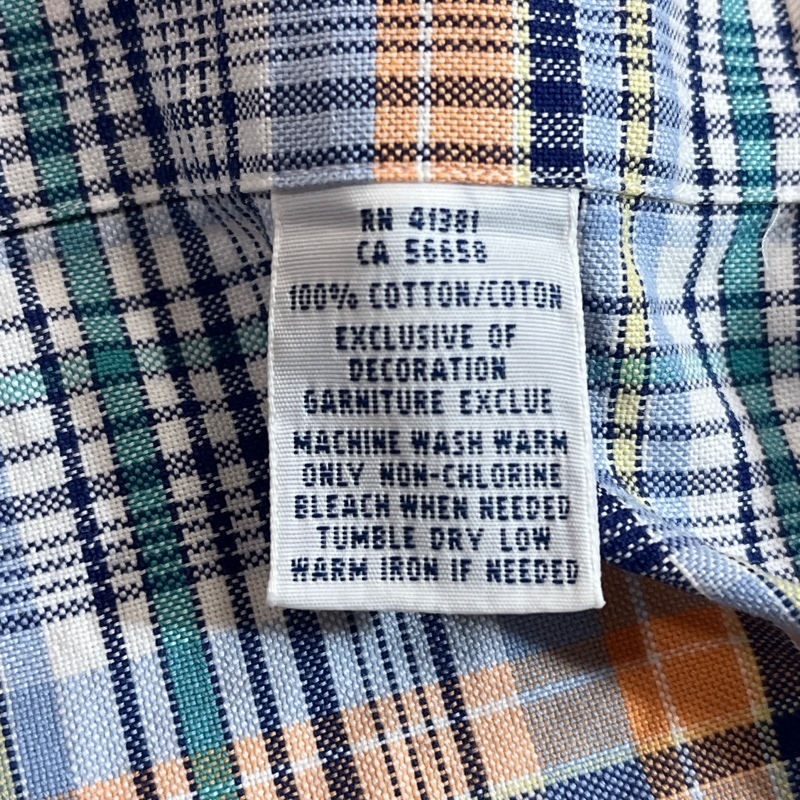 RN 41381
CA 56658
100% COTTON/COTON
EXCLUSIVE OF
DECORATION
GARNITURE EXCLUE
MACHINE WASH WARM
ONLY NON-CHLORINE
BLEACH WHEN NEEDED
TUMBLE DRY LOW
WARM IRON IF NEEDED